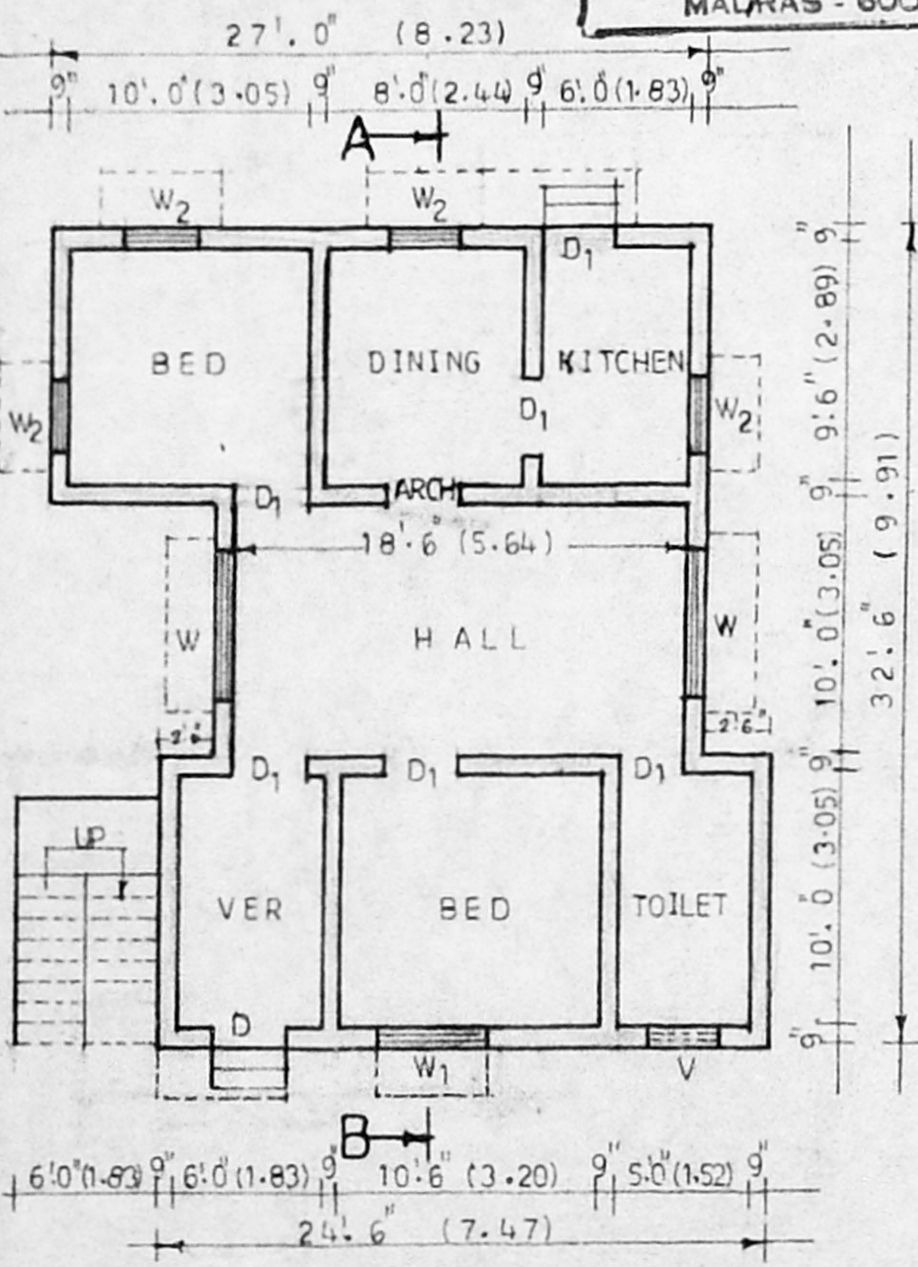 MADRAS - 600
27'.0" (8.23)
9" 10'.0"(3.05) 9" 8'.0"(2.44) 9" 6'.0"(1.83) 9"
A
W2 W2
D1
9"
BED DINING KITCHEN
9'.6" (2.89)
W2 D1 W2
D1 ARCH
9"
18'.6" (5.64)
W HALL W
10'.0" (3.05)
32'.6" (9.91)
2'.6" 2'.6"
D1 D1 D1
9"
UP
VER BED TOILET
10'.0" (3.05)
D
9"
W1 V
B
6'.0"(1.83) 9" 6'.0"(1.83) 9" 10'.6" (3.20) 9" 5'.0"(1.52) 9"
24'.6" (7.47)